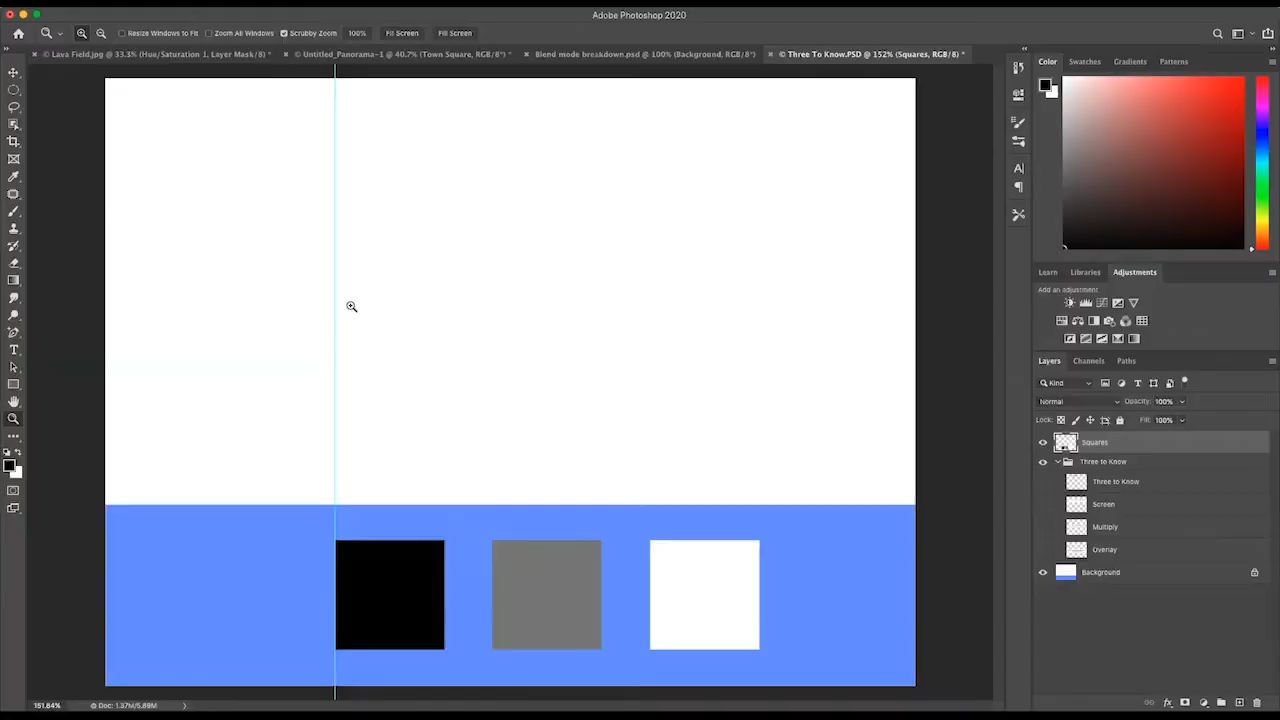 Adobe Photoshop 2020
Resize Windows to Fit Zoom All Windows Scrubby Zoom 100% Fit Screen Fill Screen
© Lava Field.jpg @ 33.3% (Hue/Saturation 1, Layer Mask/8) * © Untitled_Panorama-1 @ 40.7% (Town Square, RGB/8*) * Blend mode breakdown.psd @ 100% (Background, RGB/8*) © Three To Know.PSD @ 152% (Squares, RGB/8) *
Color Swatches Gradients Patterns
Learn Libraries Adjustments
Add an adjustment
Layers Channels Paths
Kind
Normal Opacity: 100%
Lock: Fill: 100%
Squares
Three to Know
Three to Know
Screen
Multiply
Overlay
Background
151.64% Doc: 1.37M/5.89M